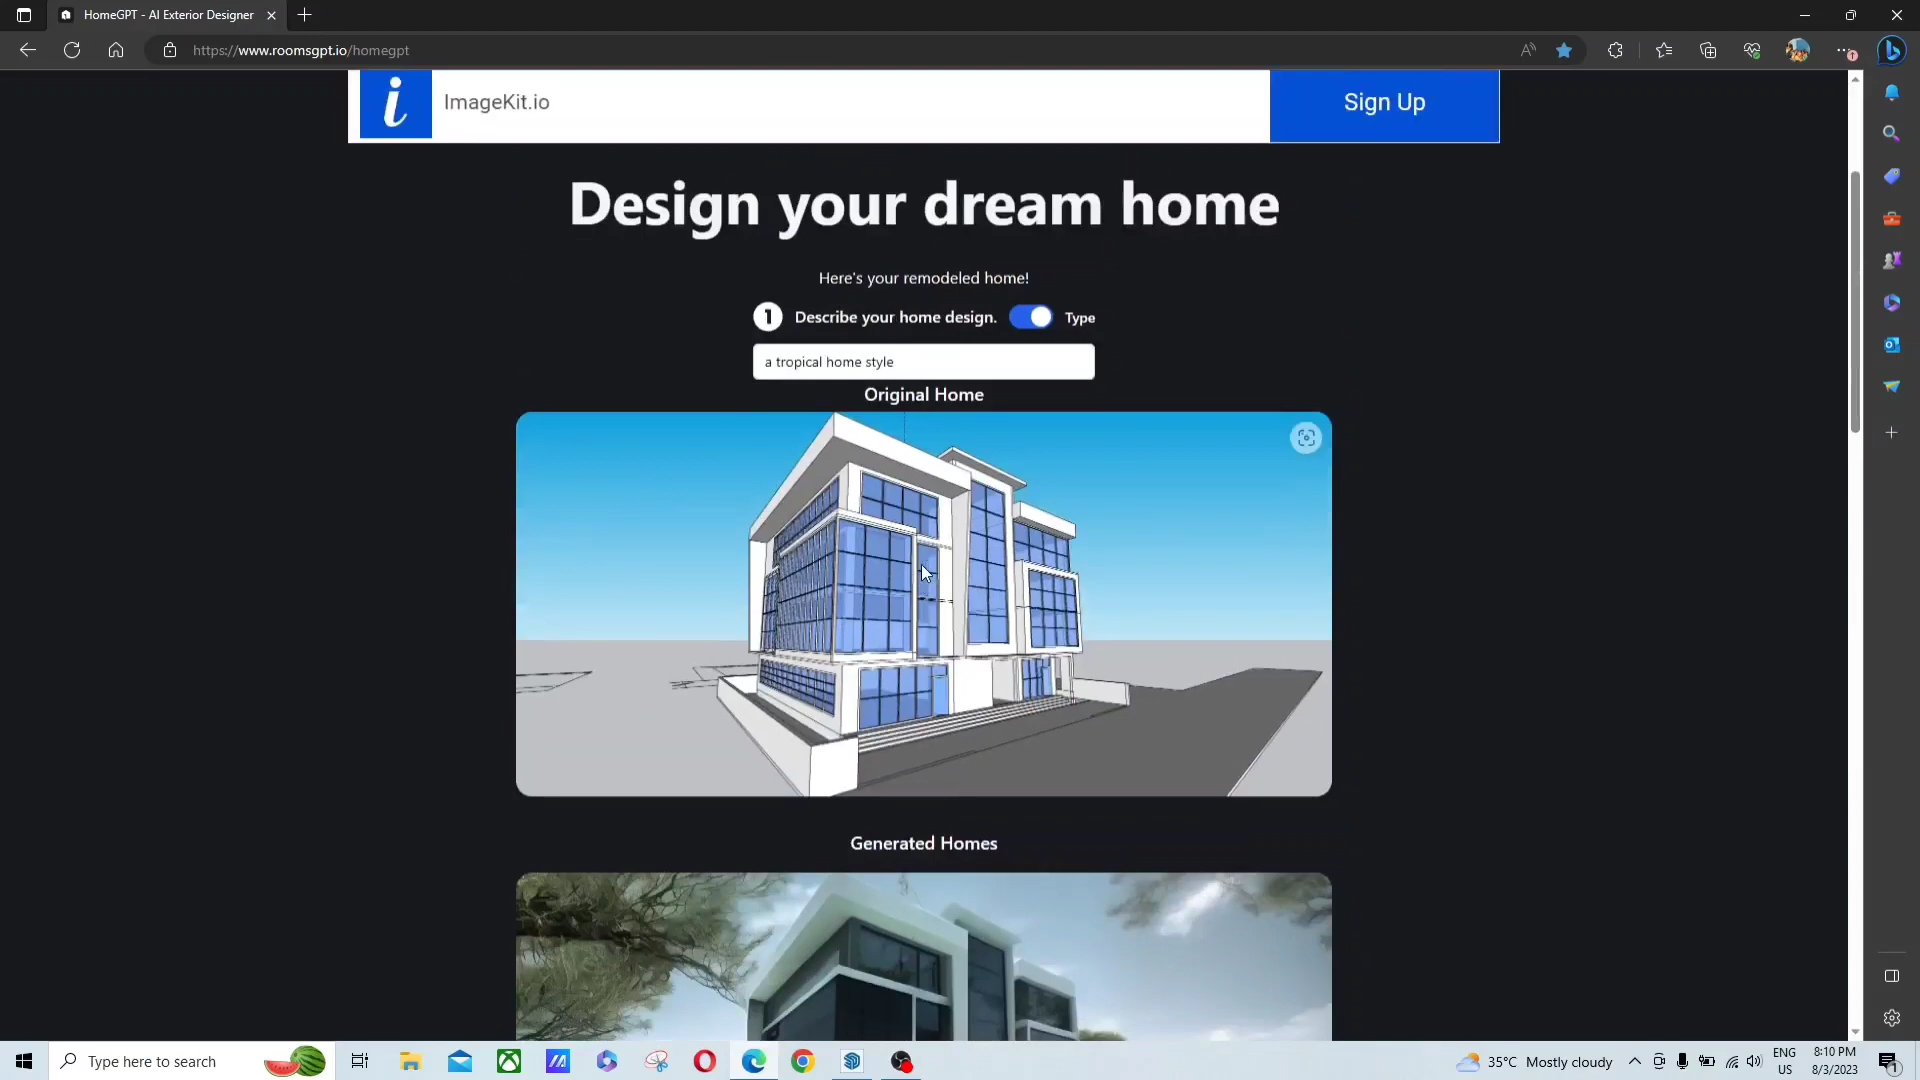 HomeGPT - AI Exterior Designer
https://www.roomsgpt.io/homegpt
i
ImageKit.io
Sign Up
Design your dream home
Here's your remodeled home!
1 Describe your home design. Type
a tropical home style
Original Home
Generated Homes
Type here to search
35°C Mostly cloudy
ENG
US
8:10 PM
8/3/2023
1